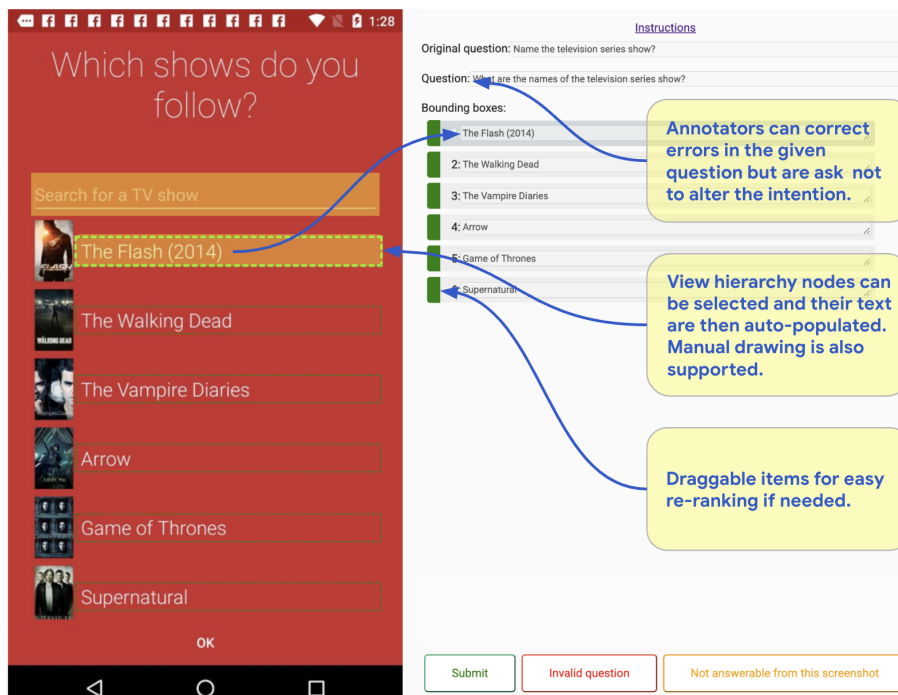 1:28
Which shows do you
follow?
Search for a TV show
The Flash (2014)
The Walking Dead
The Vampire Diaries
Arrow
Game of Thrones
Supernatural
OK
Instructions
Original question: Name the television series show?
Question: What are the names of the television series show?
Bounding boxes:
The Flash (2014)
2: The Walking Dead
3: The Vampire Diaries
4: Arrow
5: Game of Thrones
Supernatural
Annotators can correct
errors in the given
question but are ask not
to alter the intention.
View hierarchy nodes can
be selected and their text
are then auto-populated.
Manual drawing is also
supported.
Draggable items for easy
re-ranking if needed.
Submit
Invalid question
Not answerable from this screenshot